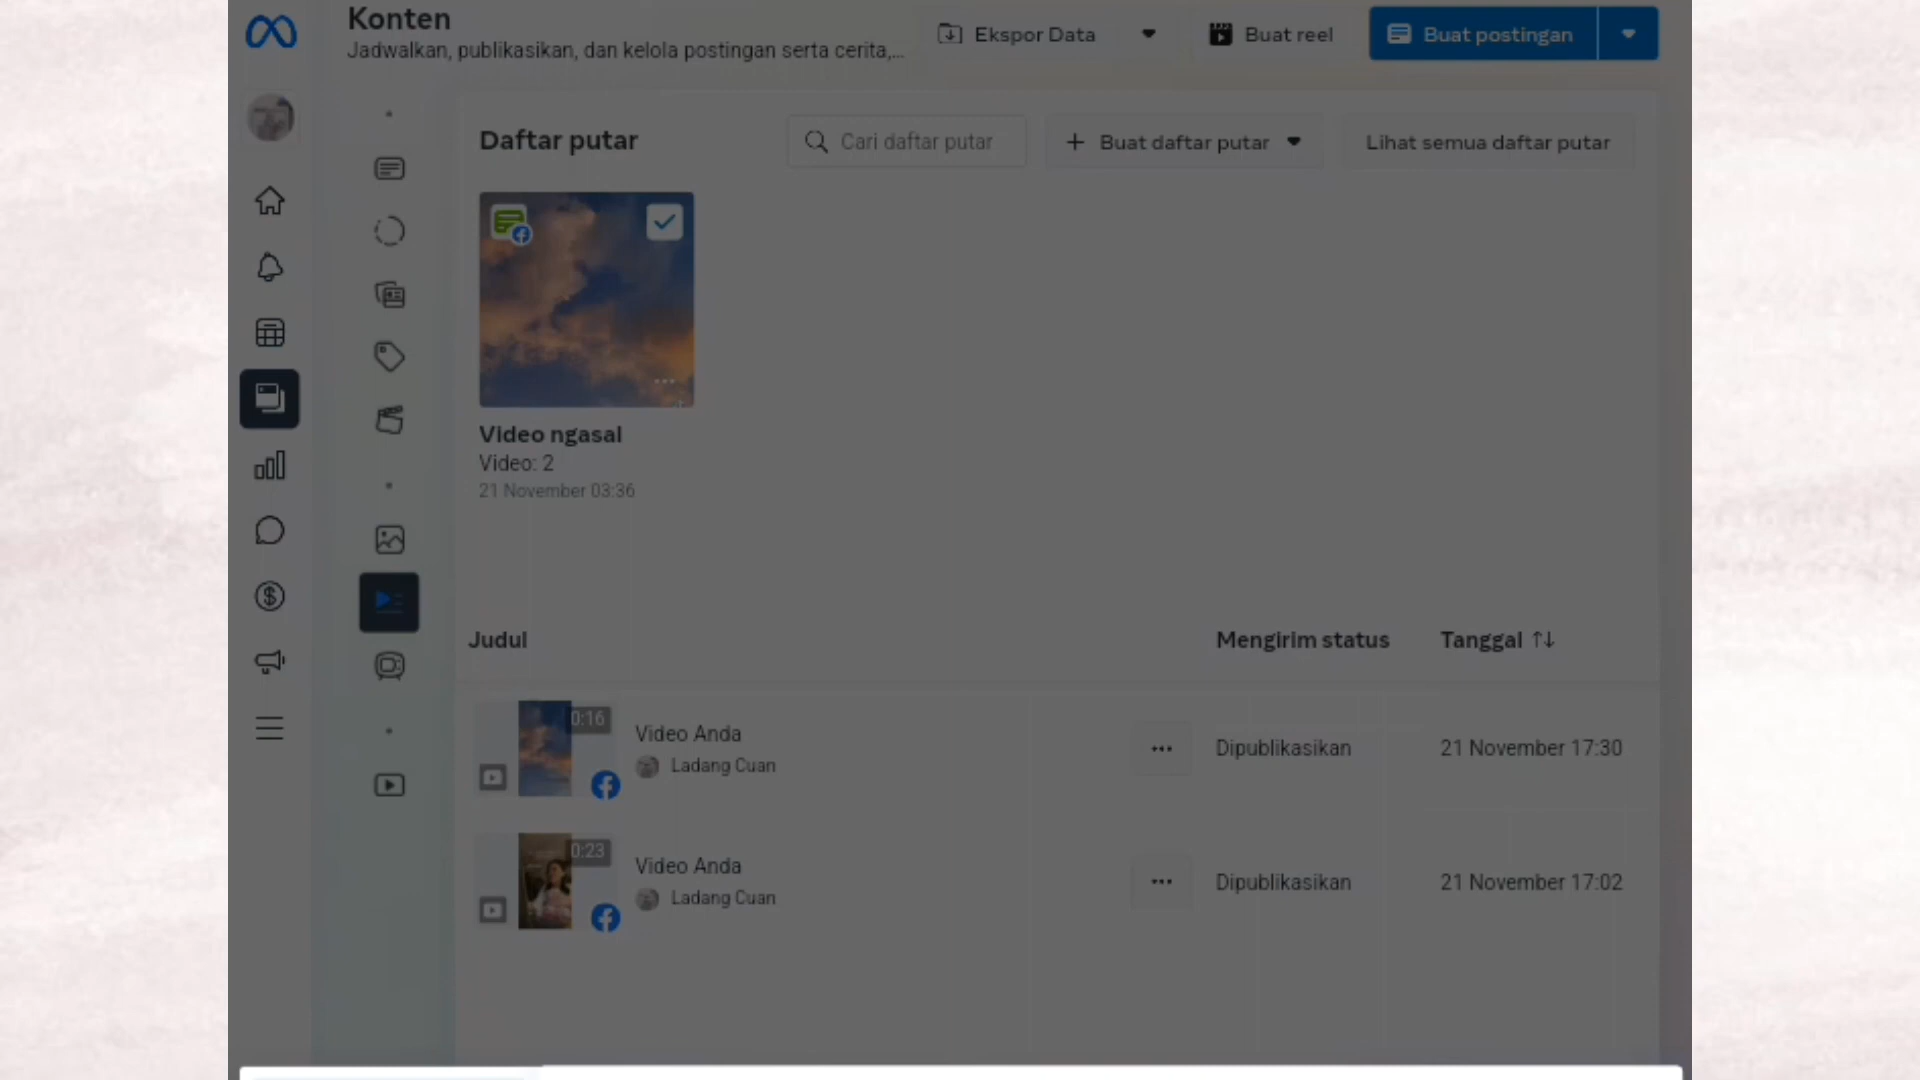 Konten
Jadwalkan, publikasikan, dan kelola postingan serta cerita,...
Ekspor Data
Buat reel
Buat postingan
Daftar putar
Cari daftar putar
+ Buat daftar putar
Lihat semua daftar putar
Video ngasal
Video: 2
21 November 03:36
Judul
Mengirim status
Tanggal ↑↓
0:16
Video Anda
Ladang Cuan
Dipublikasikan
21 November 17:30
0:23
Video Anda
Ladang Cuan
Dipublikasikan
21 November 17:02